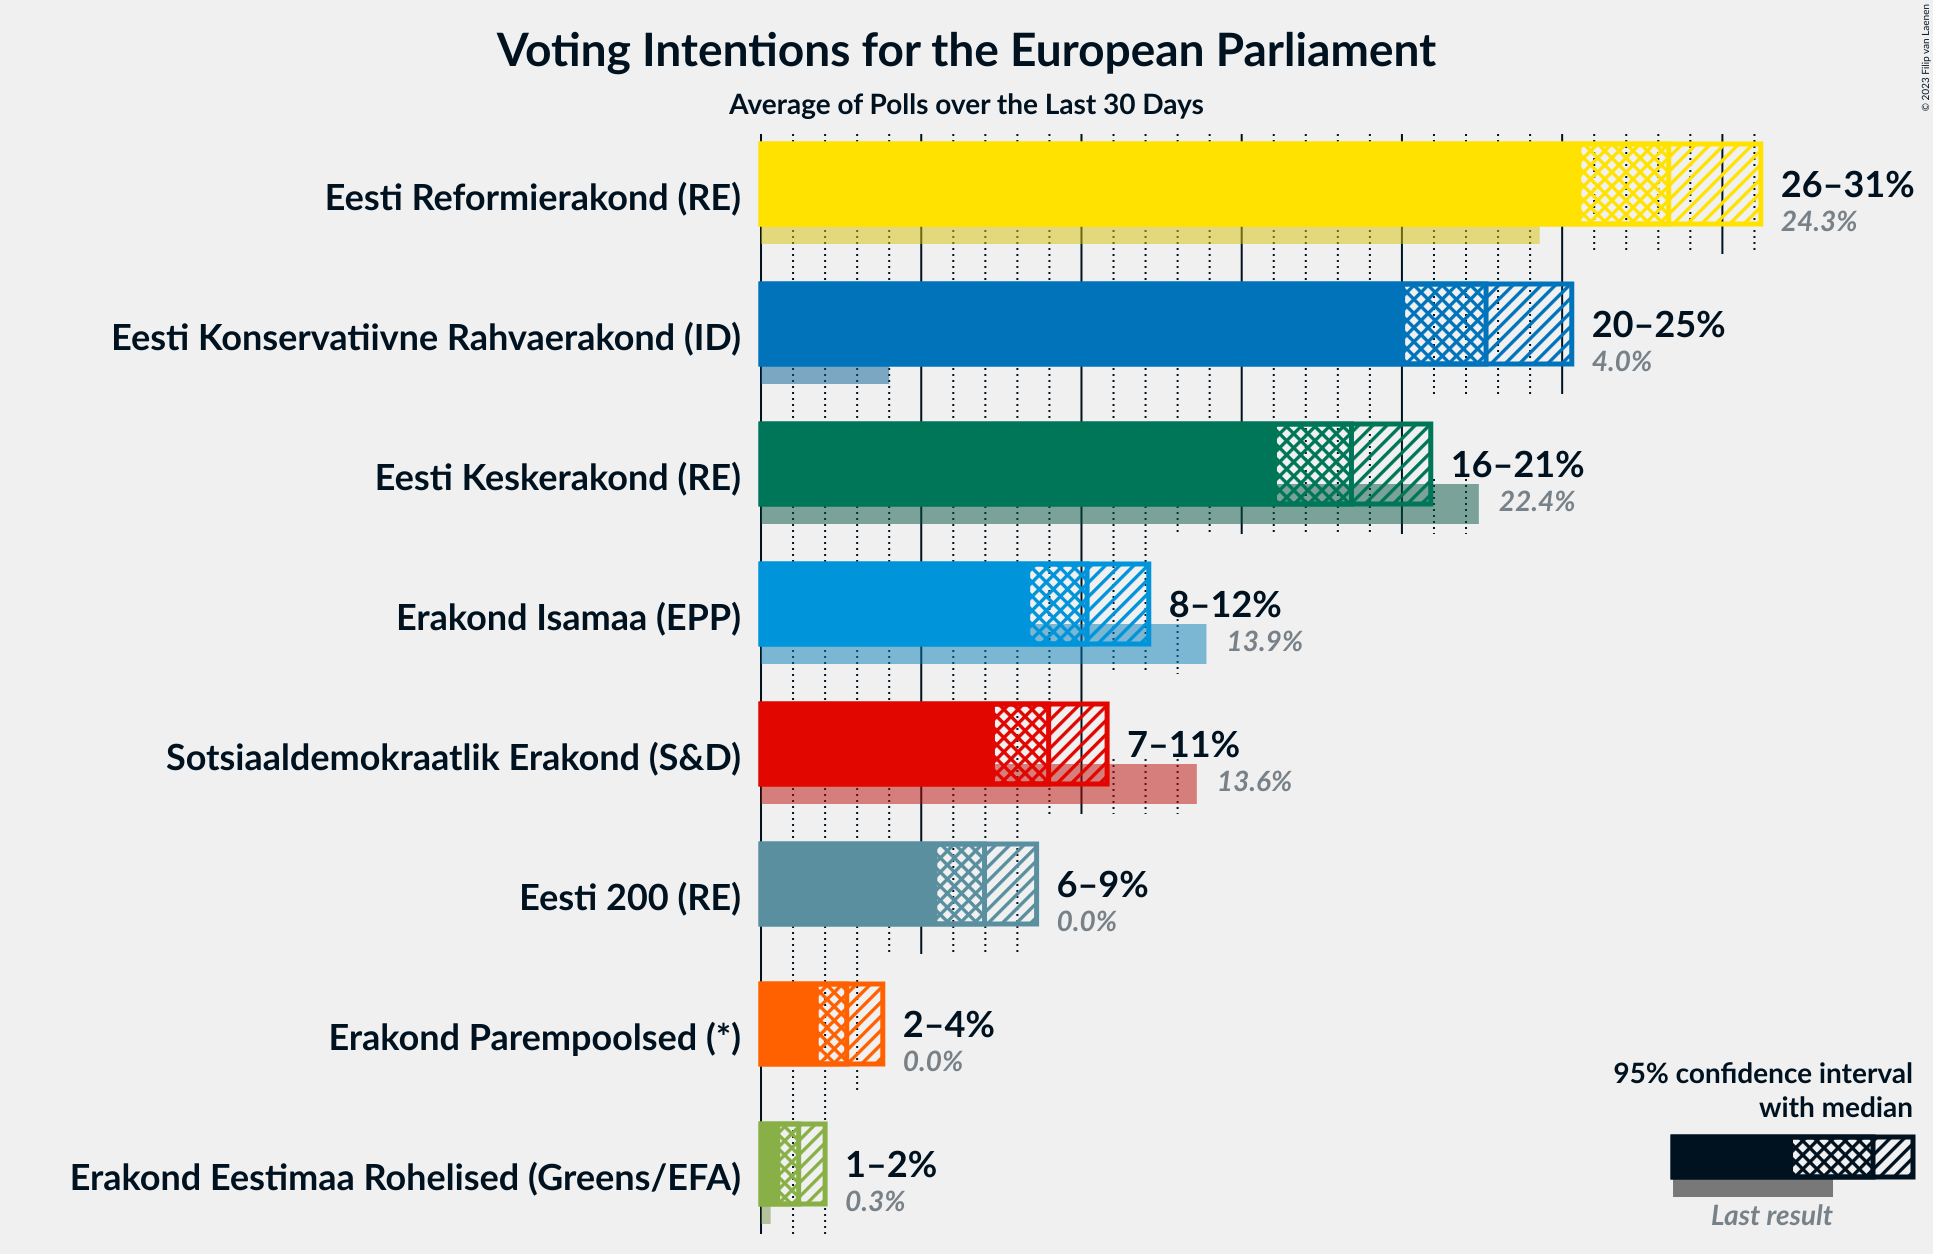 Voting Intentions for the European Parliament
Average of Polls over the Last 30 Days
© 2023 Filip van Laenen
Eesti Reformierakond (RE)
26–31%
24.3%
Eesti Konservatiivne Rahvaerakond (ID)
20–25%
4.0%
Eesti Keskerakond (RE)
16–21%
22.4%
Erakond Isamaa (EPP)
8–12%
13.9%
Sotsiaaldemokraatlik Erakond (S&D)
7–11%
13.6%
Eesti 200 (RE)
6–9%
0.0%
Erakond Parempoolsed (*)
2–4%
0.0%
Erakond Eestimaa Rohelised (Greens/EFA)
1–2%
0.3%
95% confidence interval
with median
Last result